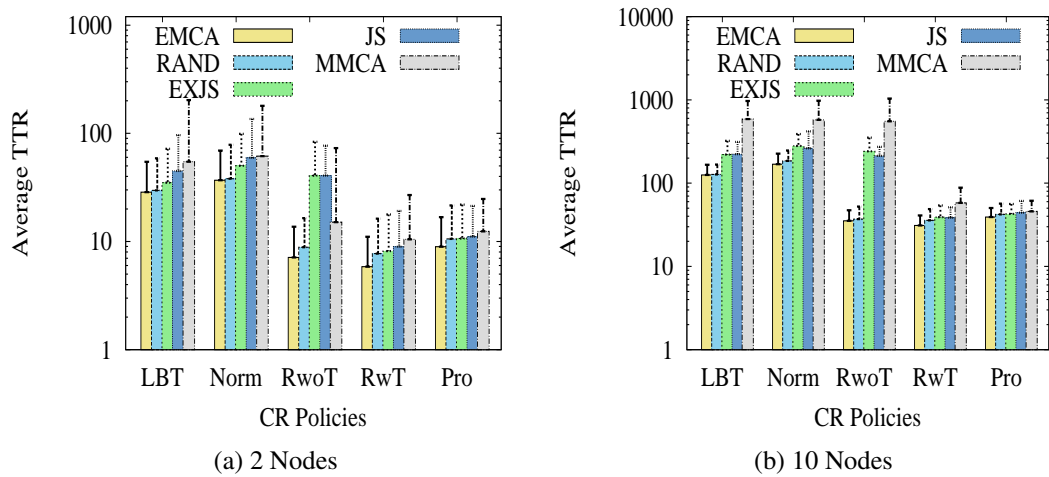 1000
100
10
1
Average TTR
EMCA
RAND
EXJS
JS
MMCA
LBT Norm RwoT RwT Pro
CR Policies
(a) 2 Nodes
10000
1000
100
10
1
Average TTR
EMCA
RAND
EXJS
JS
MMCA
LBT Norm RwoT RwT Pro
CR Policies
(b) 10 Nodes